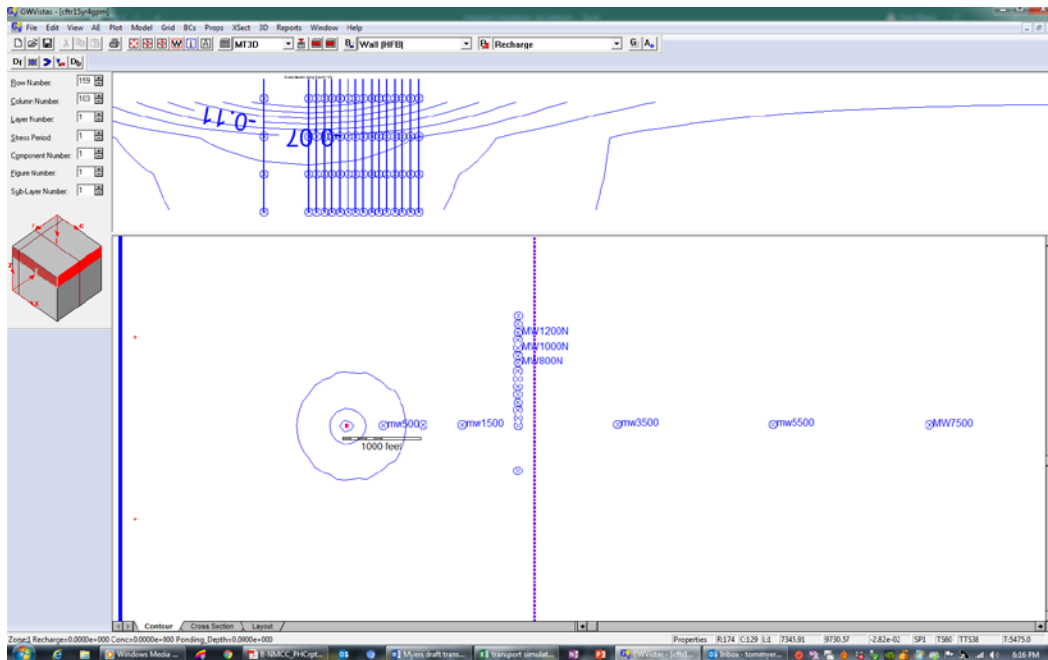 GWVistas - [cftr15yr4gpm]
File Edit View AE Plot Model Grid BCs Props XSect 3D Reports Window Help
MT3D Wall (HFB) Recharge
Row Number: 159
Column Number: 103
Layer Number: 1
Stress Period: 1
Component Number: 1
Figure Number: 1
Sub-Layer Number: 1
-0.11
-0.07
MW1200N
MW1000N
MW800N
mw500
mw1500
mw3500
mw5500
MW7500
1000 feet
Contour Cross Section Layout
Zone:1 Recharge=0.0000e+000 Conc=0.0000e+000 Ponding_Depth=0.0000e+000
Properties R:174 C:129 L:1 7345.91 9730.57 -2.82e-02 SP1 TS60 TTS38 T:5475.0
Windows Media ... Myers draft trans... transport simulat... GWVistas - [cftr1... Inbox - tommyer... 6:16 PM